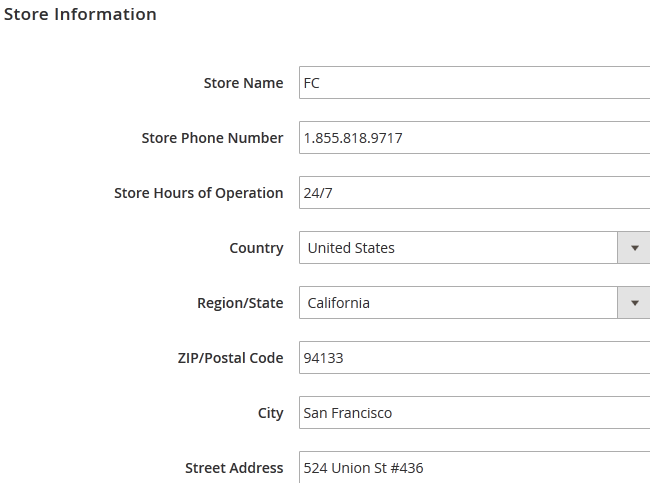 Store Information
Store Name FC
Store Phone Number 1.855.818.9717
Store Hours of Operation 24/7
Country United States
Region/State California
ZIP/Postal Code 94133
City San Francisco
Street Address 524 Union St #436